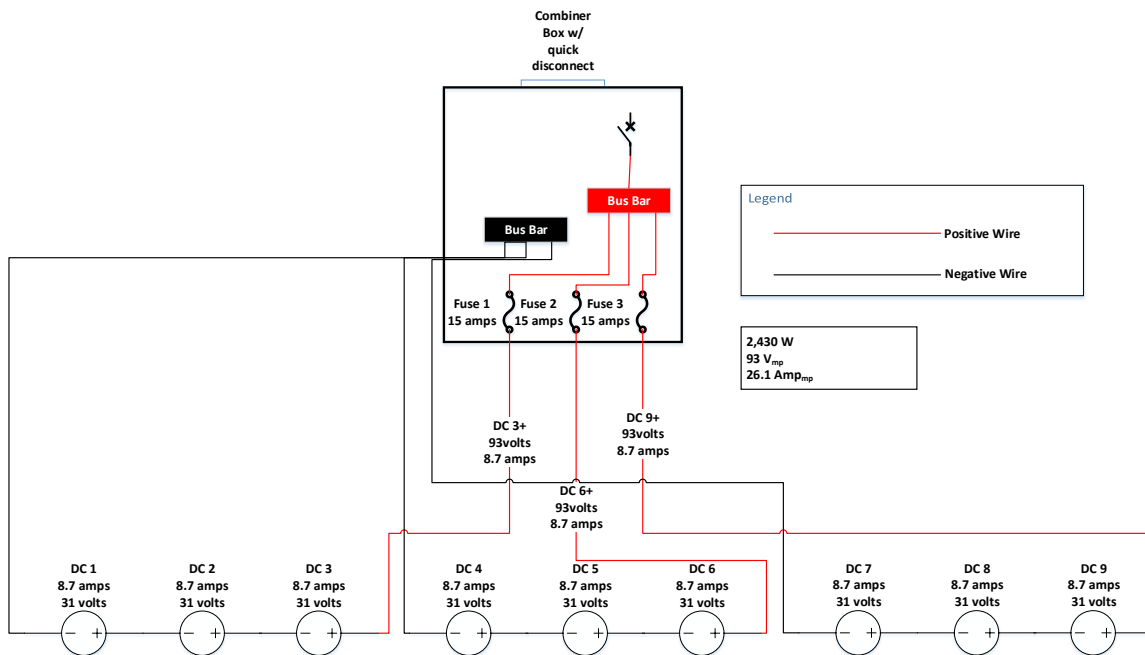 Combiner
Box w/
quick
disconnect
Bus Bar
Bus Bar
Legend
Positive Wire
Negative Wire
Fuse 1
15 amps
Fuse 2
15 amps
Fuse 3
15 amps
2,430 W
93 Vmp
26.1 Ampmp
DC 3+
93volts
8.7 amps
DC 6+
93volts
8.7 amps
DC 9+
93volts
8.7 amps
DC 1
8.7 amps
31 volts
DC 2
8.7 amps
31 volts
DC 3
8.7 amps
31 volts
DC 4
8.7 amps
31 volts
DC 5
8.7 amps
31 volts
DC 6
8.7 amps
31 volts
DC 7
8.7 amps
31 volts
DC 8
8.7 amps
31 volts
DC 9
8.7 amps
31 volts
− +
− +
− +
− +
− +
− +
− +
− +
− +